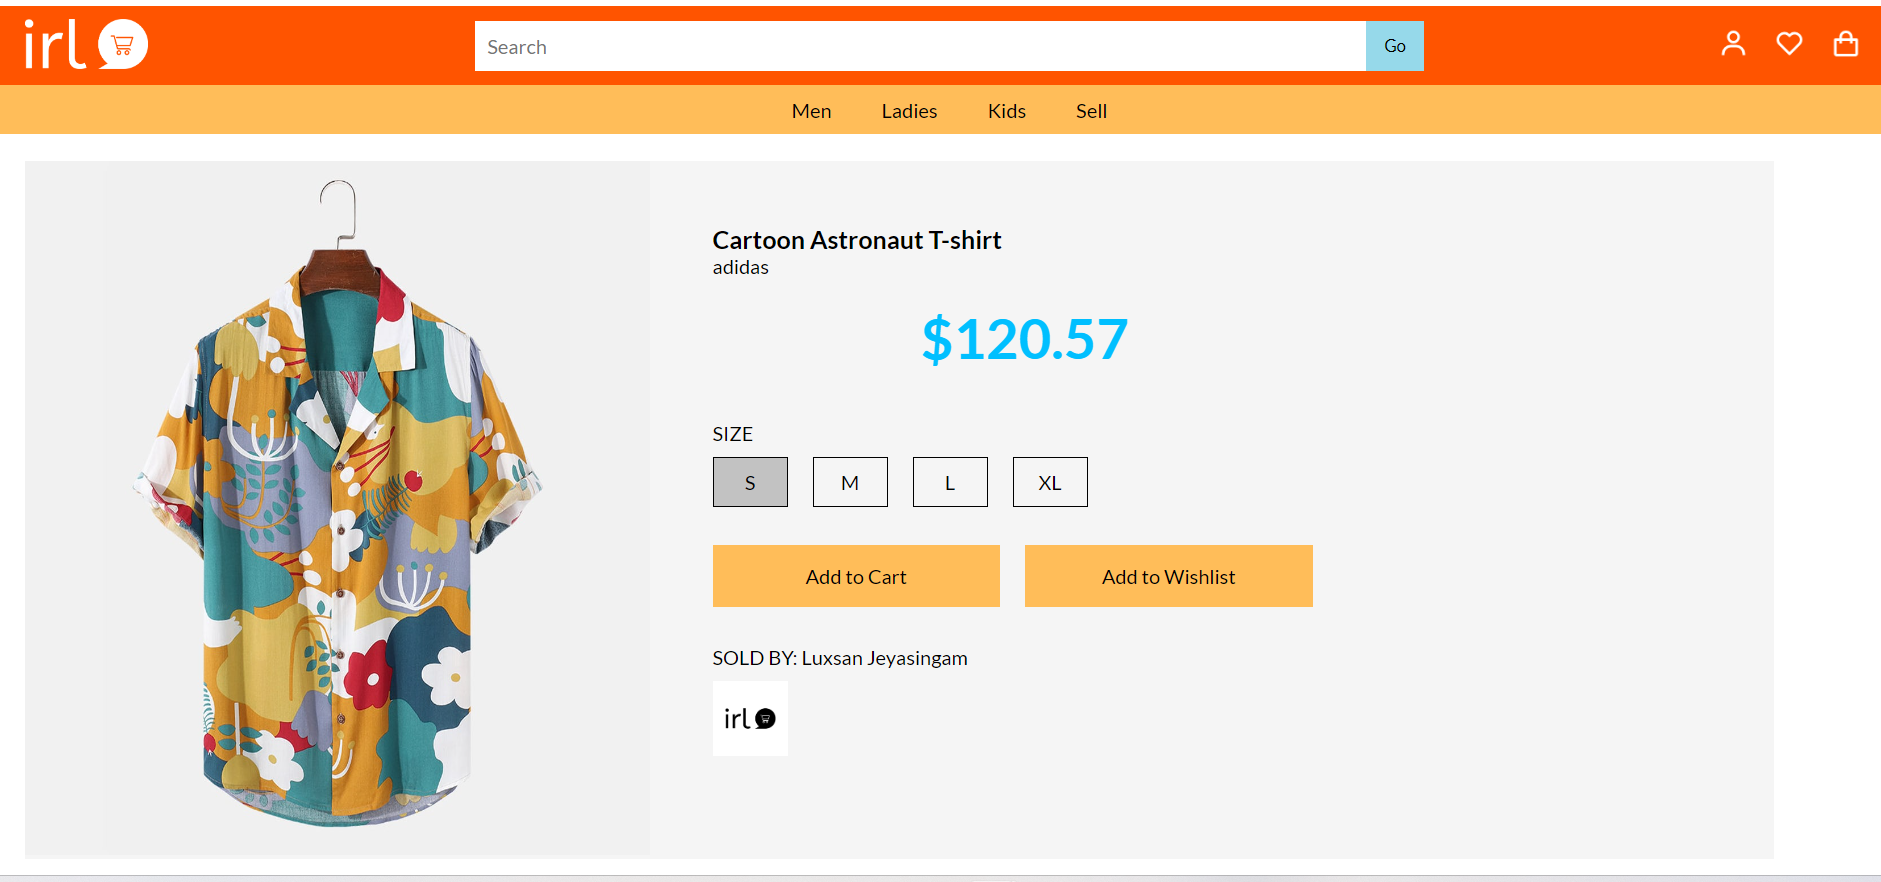 irl
Search
Go
Men
Ladies
Kids
Sell
Cartoon Astronaut T-shirt
adidas
$120.57
SIZE
S
M
L
XL
Add to Cart
Add to Wishlist
SOLD BY: Luxsan Jeyasingam
irl